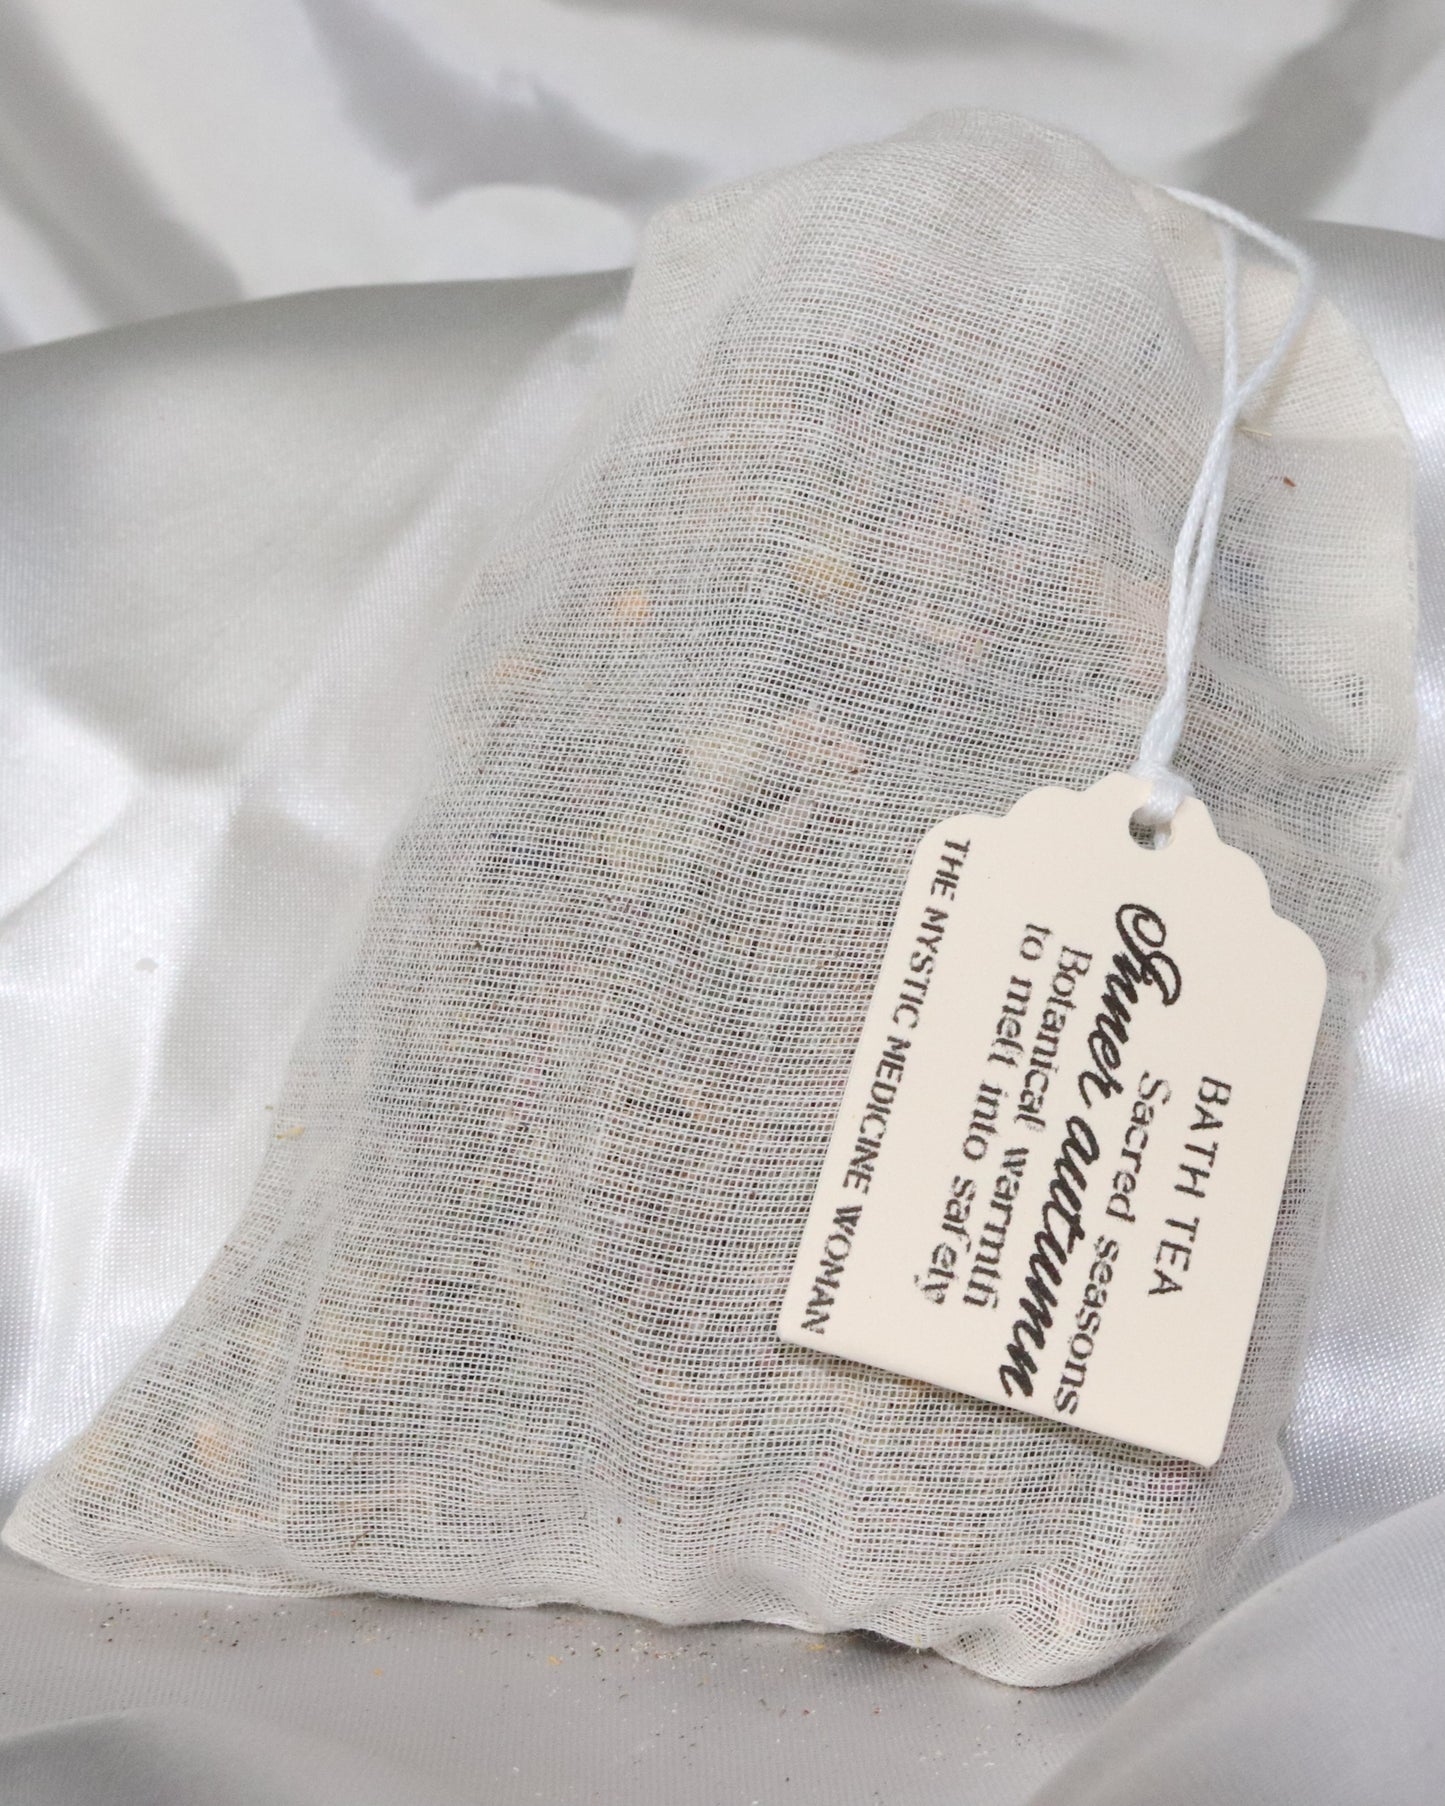 BATH TEA
Sacred seasons
Inner autumn
Botanical warmth
to melt into safety
THE MYSTIC MEDICINE WOMAN